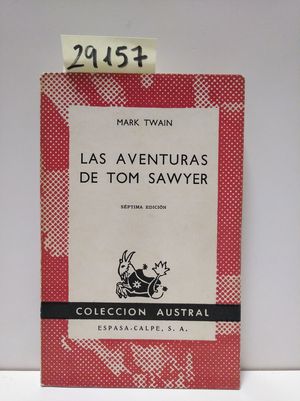 29157
MARK TWAIN
LAS AVENTURAS
DE TOM SAWYER
SÉPTIMA EDICIÓN
COLECCION AUSTRAL
ESPASA-CALPE, S. A.